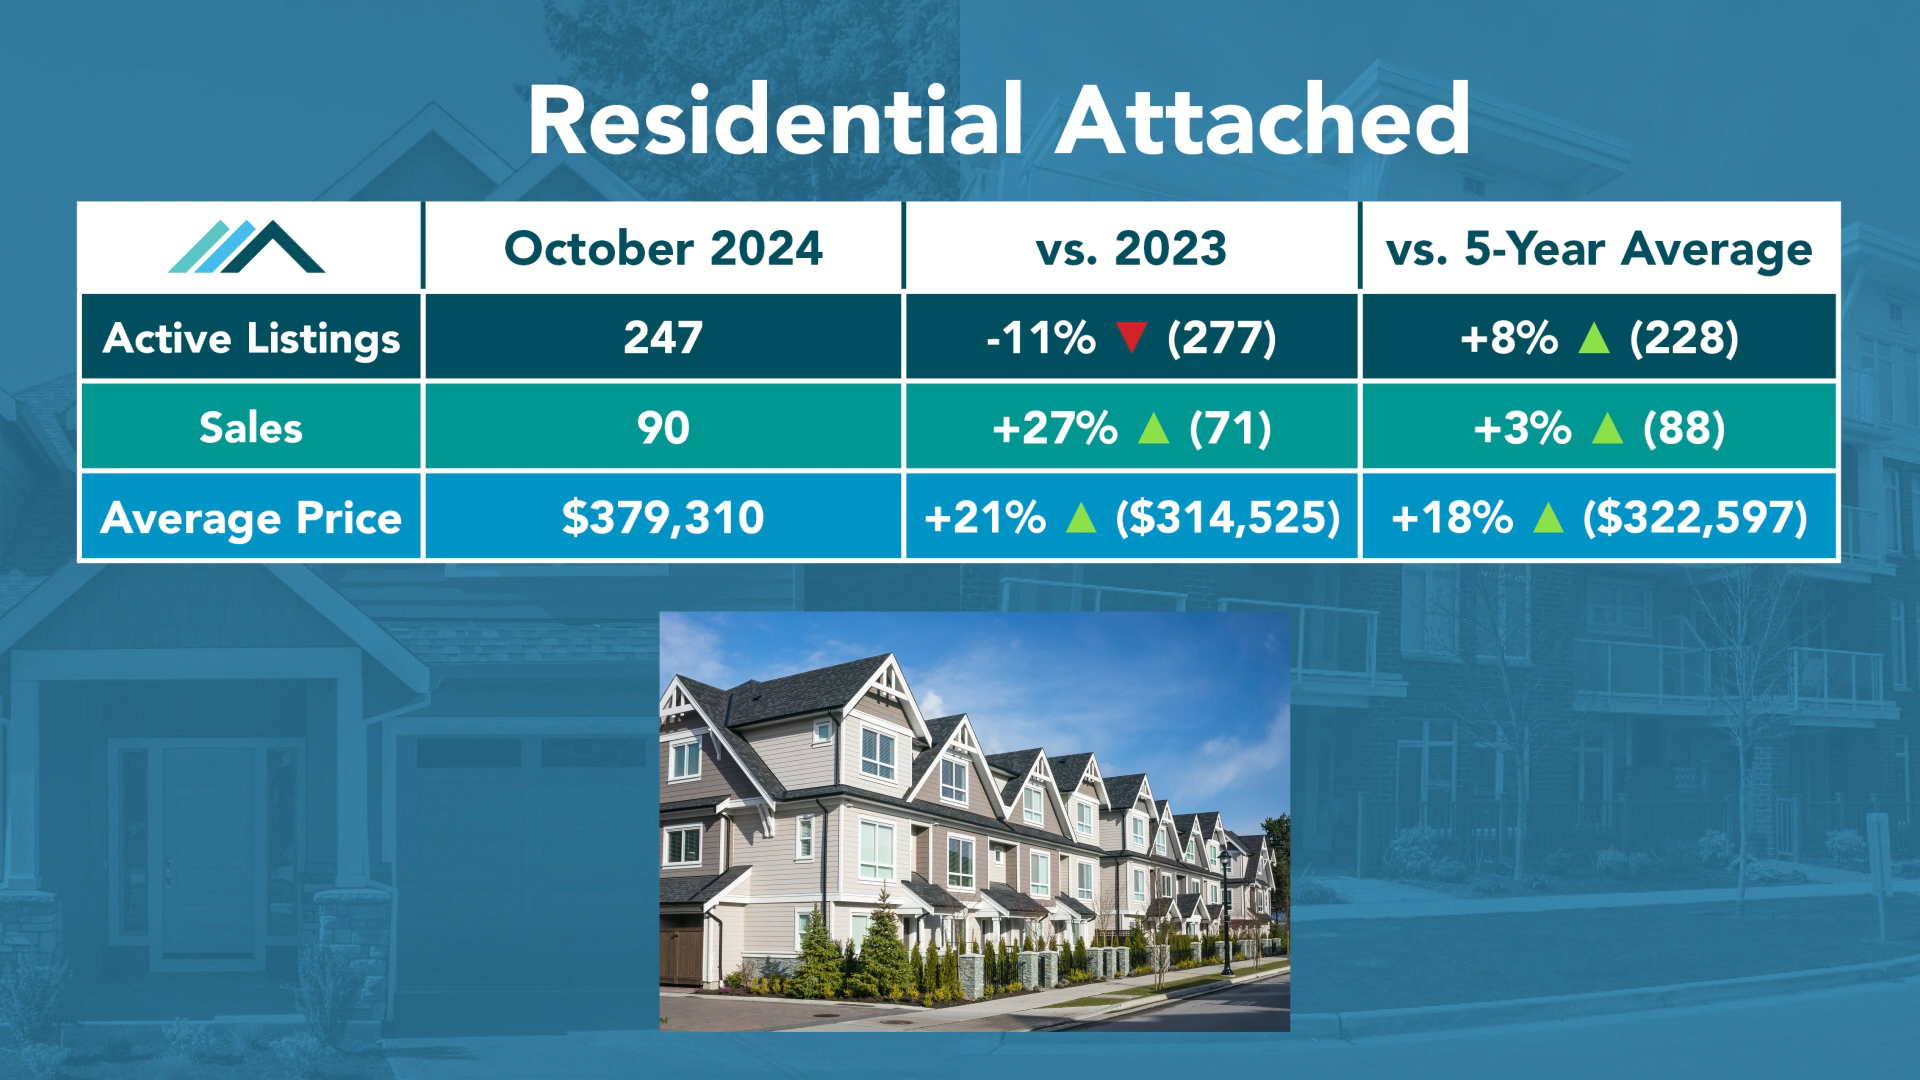 Residential Attached
October 2024 vs. 2023 vs. 5-Year Average
Active Listings 247 -11% ▼ (277) +8% ▲ (228)
Sales 90 +27% ▲ (71) +3% ▲ (88)
Average Price $379,310 +21% ▲ ($314,525) +18% ▲ ($322,597)